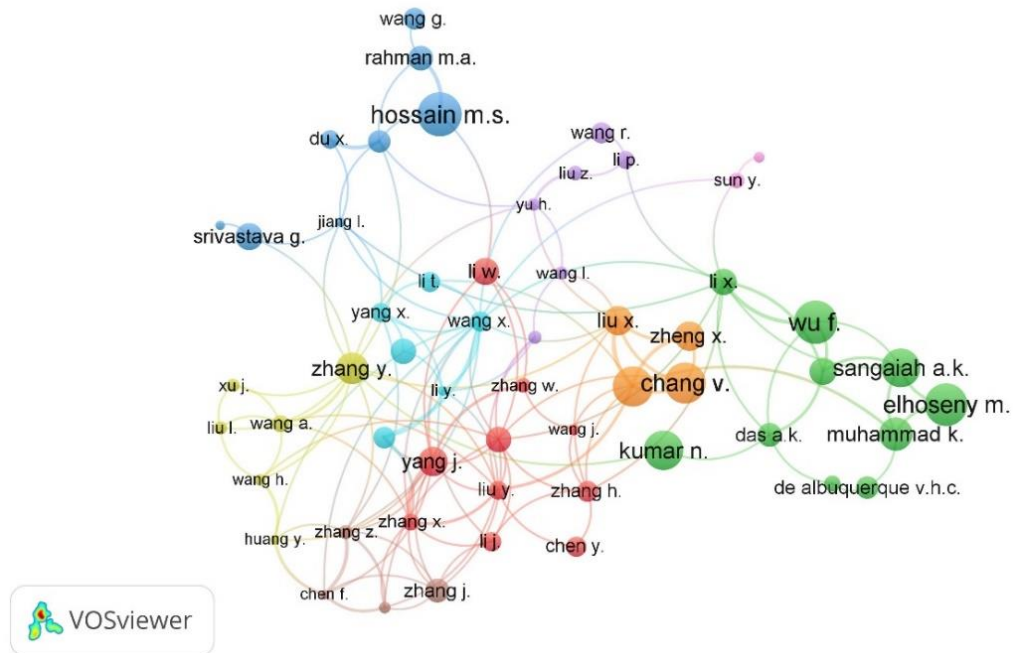 wang g.
rahman m.a.
hossain m.s.
du x.
wang r.
li p.
liu z.
sun y.
yu h.
jiang l.
srivastava g.
wang l.
li w.
li t.
li x.
yang x.
wang x.
liu x.
wu f.
zheng x.
zhang y.
sangaiah a.k.
xu j.
li y.
zhang w.
chang v.
elhoseny m.
liu l.
wang a.
wang j.
das a.k.
muhammad k.
kumar n.
yang j.
wang h.
liu y.
zhang h.
de albuquerque v.h.c.
zhang x.
zhang z.
huang y.
li j.
chen y.
chen f.
zhang j.
VOSviewer